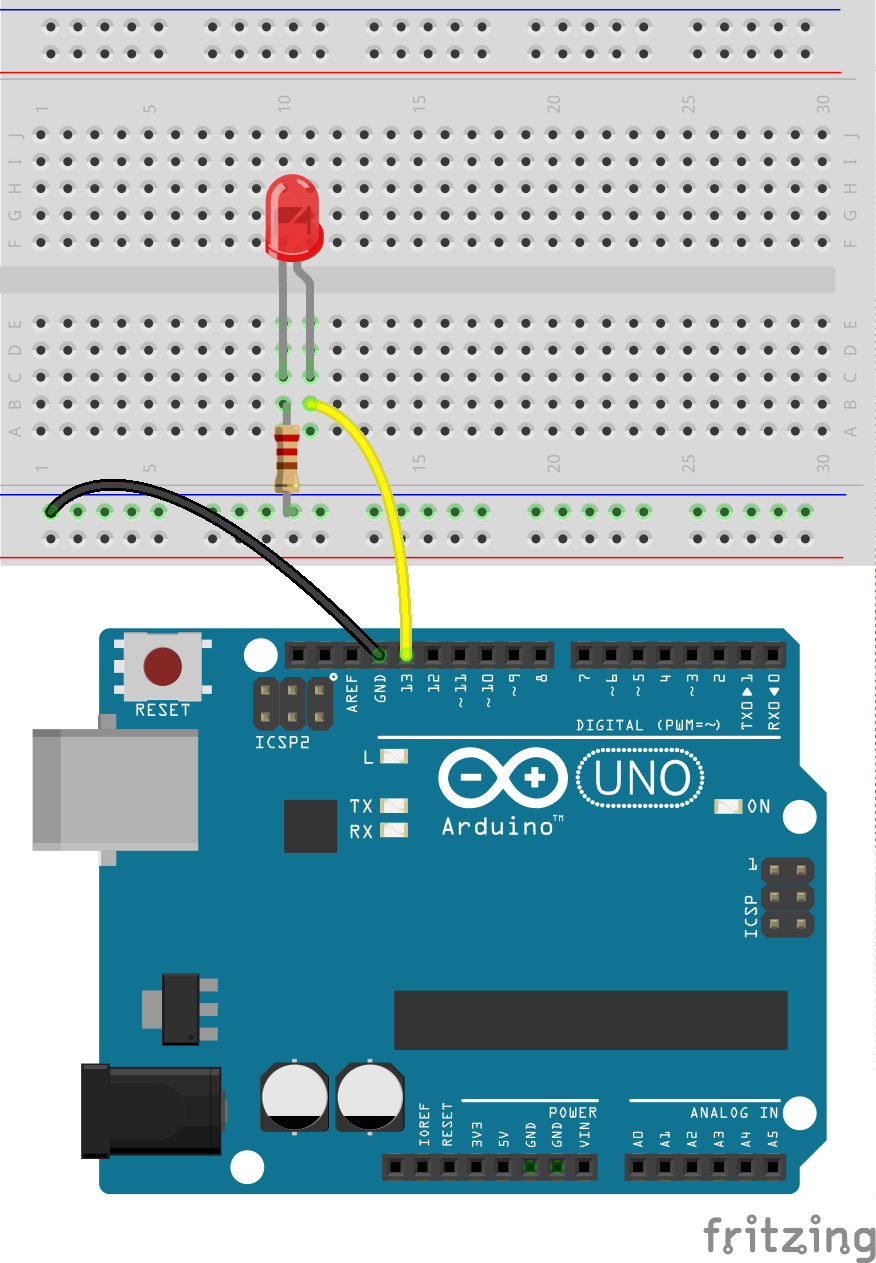 1 5 10 15 20 25 30
J J
I I
H H
G G
F F
E E
D D
C C
B B
A A
1 5 15 20 25 30
RESET
ICSP2
AREF GND 13 12 ~11 ~10 ~9 8 7 ~6 ~5 4 ~3 2 TX0▶1 RX0◀0
DIGITAL (PWM=~)
L
TX
RX
UNO
Arduino™
ON
1
ICSP
POWER
ANALOG IN
IOREF RESET 3V3 5V GND GND VIN A0 A1 A2 A3 A4 A5
fritzing